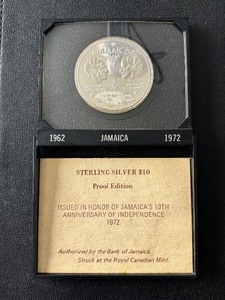 JAMAICA
1962 JAMAICA 1972
STERLING SILVER $10
Proof Edition
ISSUED IN HONOR OF JAMAICA'S 10TH
ANNIVERSARY OF INDEPENDENCE
1972
Authorized by the Bank of Jamaica.
Struck at the Royal Canadian Mint.